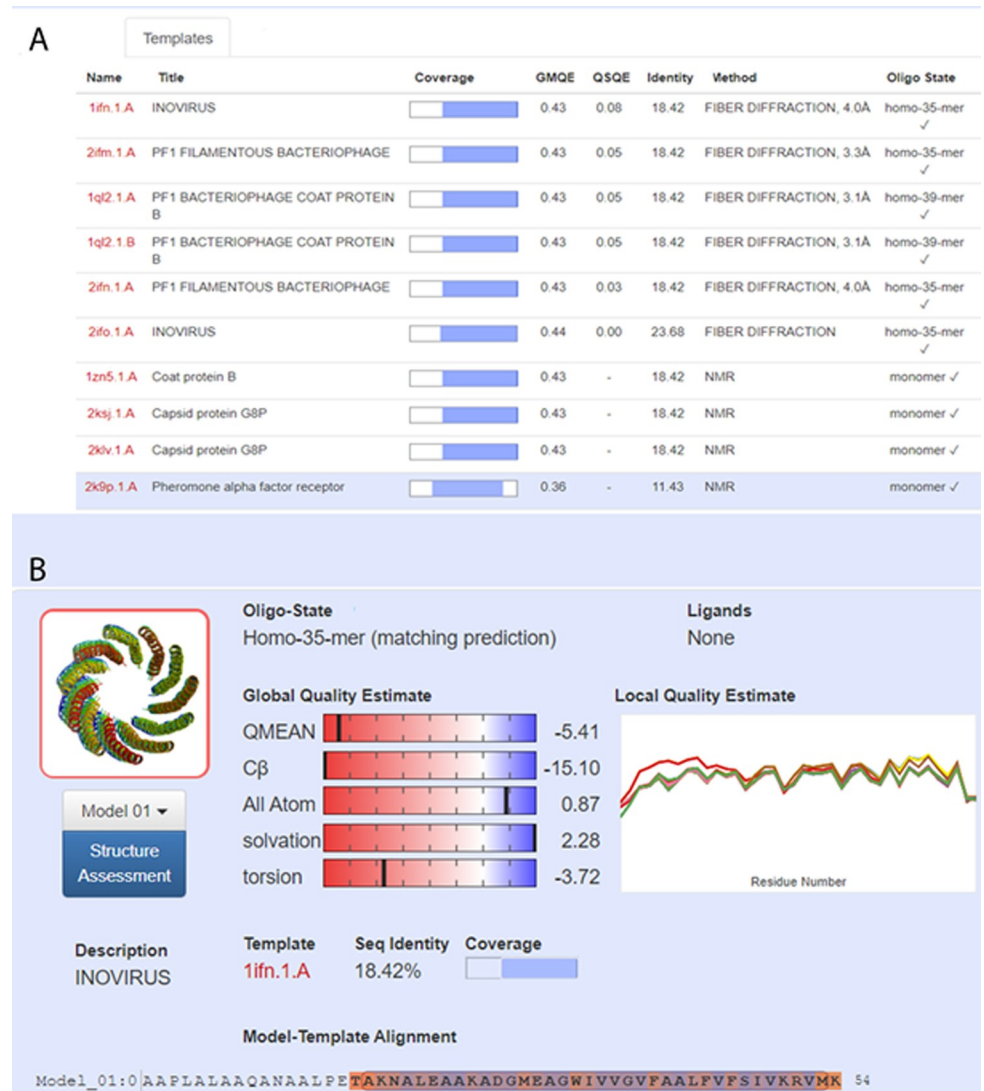 A
Templates
Name Title Coverage GMQE QSQE Identity Method Oligo State
1ifn.1.A INOVIRUS 0.43 0.08 18.42 FIBER DIFFRACTION, 4.0Å homo-35-mer
✓
2ifm.1.A PF1 FILAMENTOUS BACTERIOPHAGE 0.43 0.05 18.42 FIBER DIFFRACTION, 3.3Å homo-35-mer
✓
1ql2.1.A PF1 BACTERIOPHAGE COAT PROTEIN 0.43 0.05 18.42 FIBER DIFFRACTION, 3.1Å homo-39-mer
B ✓
1ql2.1.B PF1 BACTERIOPHAGE COAT PROTEIN 0.43 0.05 18.42 FIBER DIFFRACTION, 3.1Å homo-39-mer
B ✓
2ifn.1.A PF1 FILAMENTOUS BACTERIOPHAGE 0.43 0.03 18.42 FIBER DIFFRACTION, 4.0Å homo-35-mer
✓
2ifo.1.A INOVIRUS 0.44 0.00 23.68 FIBER DIFFRACTION homo-35-mer
✓
1zn5.1.A Coat protein B 0.43 - 18.42 NMR monomer ✓
2ksj.1.A Capsid protein G8P 0.43 - 18.42 NMR monomer ✓
2klv.1.A Capsid protein G8P 0.43 - 18.42 NMR monomer ✓
2k9p.1.A Pheromone alpha factor receptor 0.36 - 11.43 NMR monomer ✓
B
Oligo-State Ligands
Homo-35-mer (matching prediction) None
Global Quality Estimate Local Quality Estimate
QMEAN -5.41
Cβ -15.10
All Atom 0.87
solvation 2.28
torsion -3.72
Model 01
Structure
Assessment
Residue Number
Description Template Seq Identity Coverage
INOVIRUS 1ifn.1.A 18.42%
Model-Template Alignment
Model_01:0 AAPLALAAQANAALPETAKNALEAAKADGMEAGWIVVGVFAALFVFSIVKRVMK 54